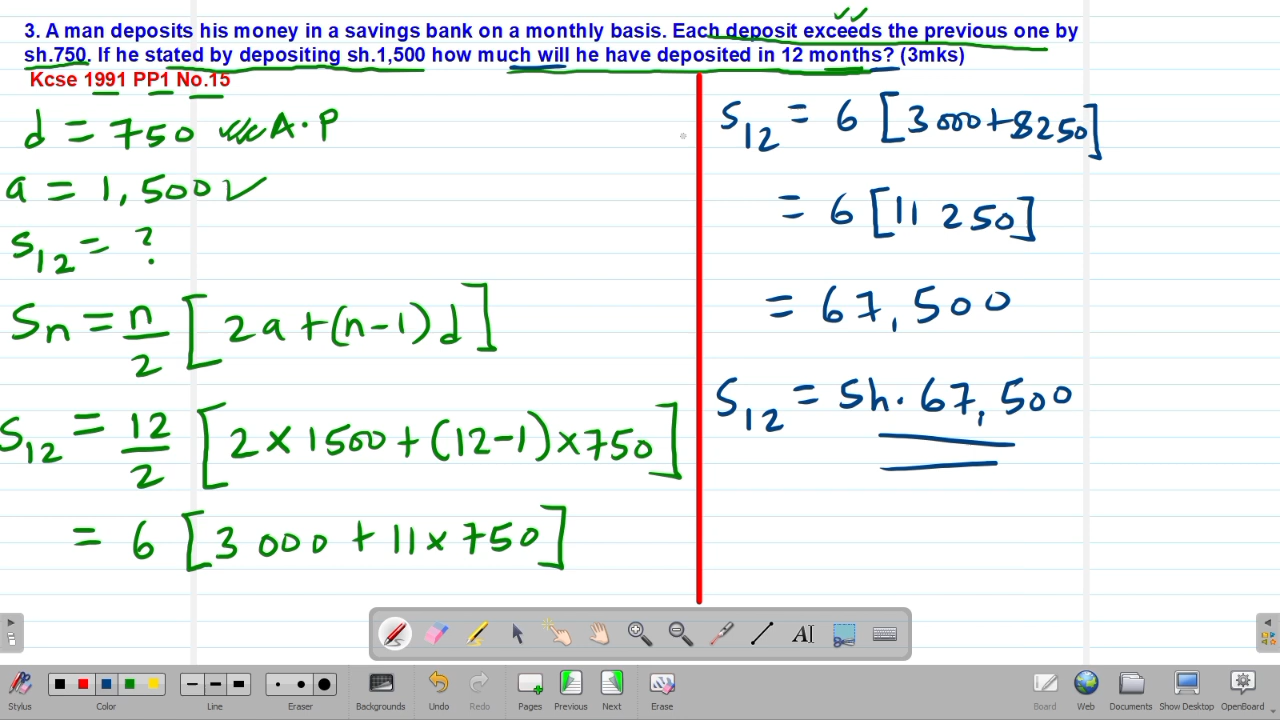 3. A man deposits his money in a savings bank on a monthly basis. Each deposit exceeds the previous one by
sh.750. If he stated by depositing sh.1,500 how much will he have deposited in 12 months? (3mks)
Kcse 1991 PP1 No.15
d = 750 A.P
a = 1,500
S12 = ?
Sn = n/2 [2a + (n-1)d]
S12 = 12/2 [2 × 1500 + (12-1) × 750]
= 6 [3 000 + 11 × 750]
S12 = 6 [3 000 + 8250]
= 6 [11 250]
= 67,500
S12 = Sh. 67,500
Stylus
Color
Line
Eraser
Backgrounds
Undo
Redo
Pages
Previous
Next
Erase
Board
Web
Documents
Show Desktop
OpenBoard
AI